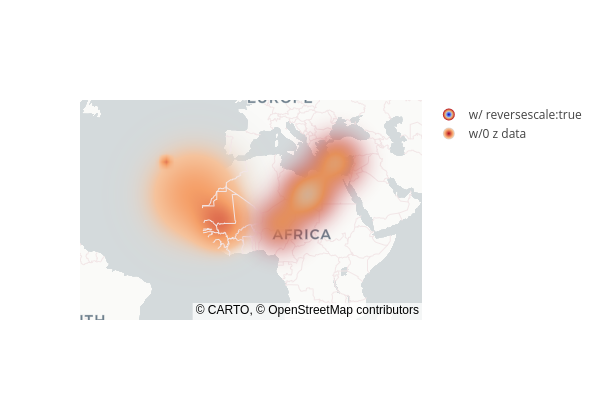 EUROPE
w/ reversescale:true
w/0 z data
AFRICA
© CARTO, © OpenStreetMap contributors